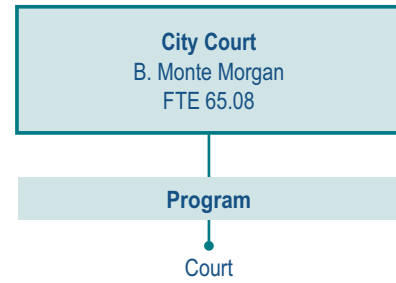 City Court
B. Monte Morgan
FTE 65.08
Program
Court